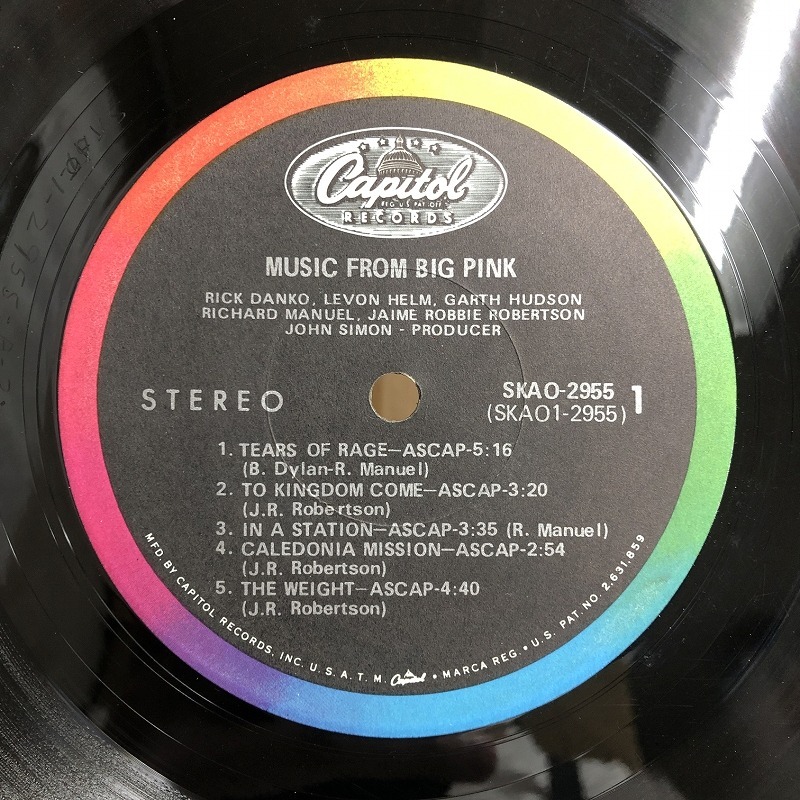 Capitol
REG. U.S. PAT. OFF.
RECORDS
MUSIC FROM BIG PINK
RICK DANKO, LEVON HELM, GARTH HUDSON
RICHARD MANUEL, JAIME ROBBIE ROBERTSON
JOHN SIMON - PRODUCER
STEREO
SKAO-2955 1
(SKAO1-2955)
1. TEARS OF RAGE—ASCAP-5:16
(B. Dylan-R. Manuel)
2. TO KINGDOM COME—ASCAP-3:20
(J.R. Robertson)
3. IN A STATION—ASCAP-3:35 (R. Manuel)
4. CALEDONIA MISSION—ASCAP-2:54
(J.R. Robertson)
5. THE WEIGHT—ASCAP-4:40
(J.R. Robertson)
MFD. BY CAPITOL RECORDS, INC. U.S.A. T.M. Capitol • MARCA REG. • U.S. PAT. NO. 2,631,859